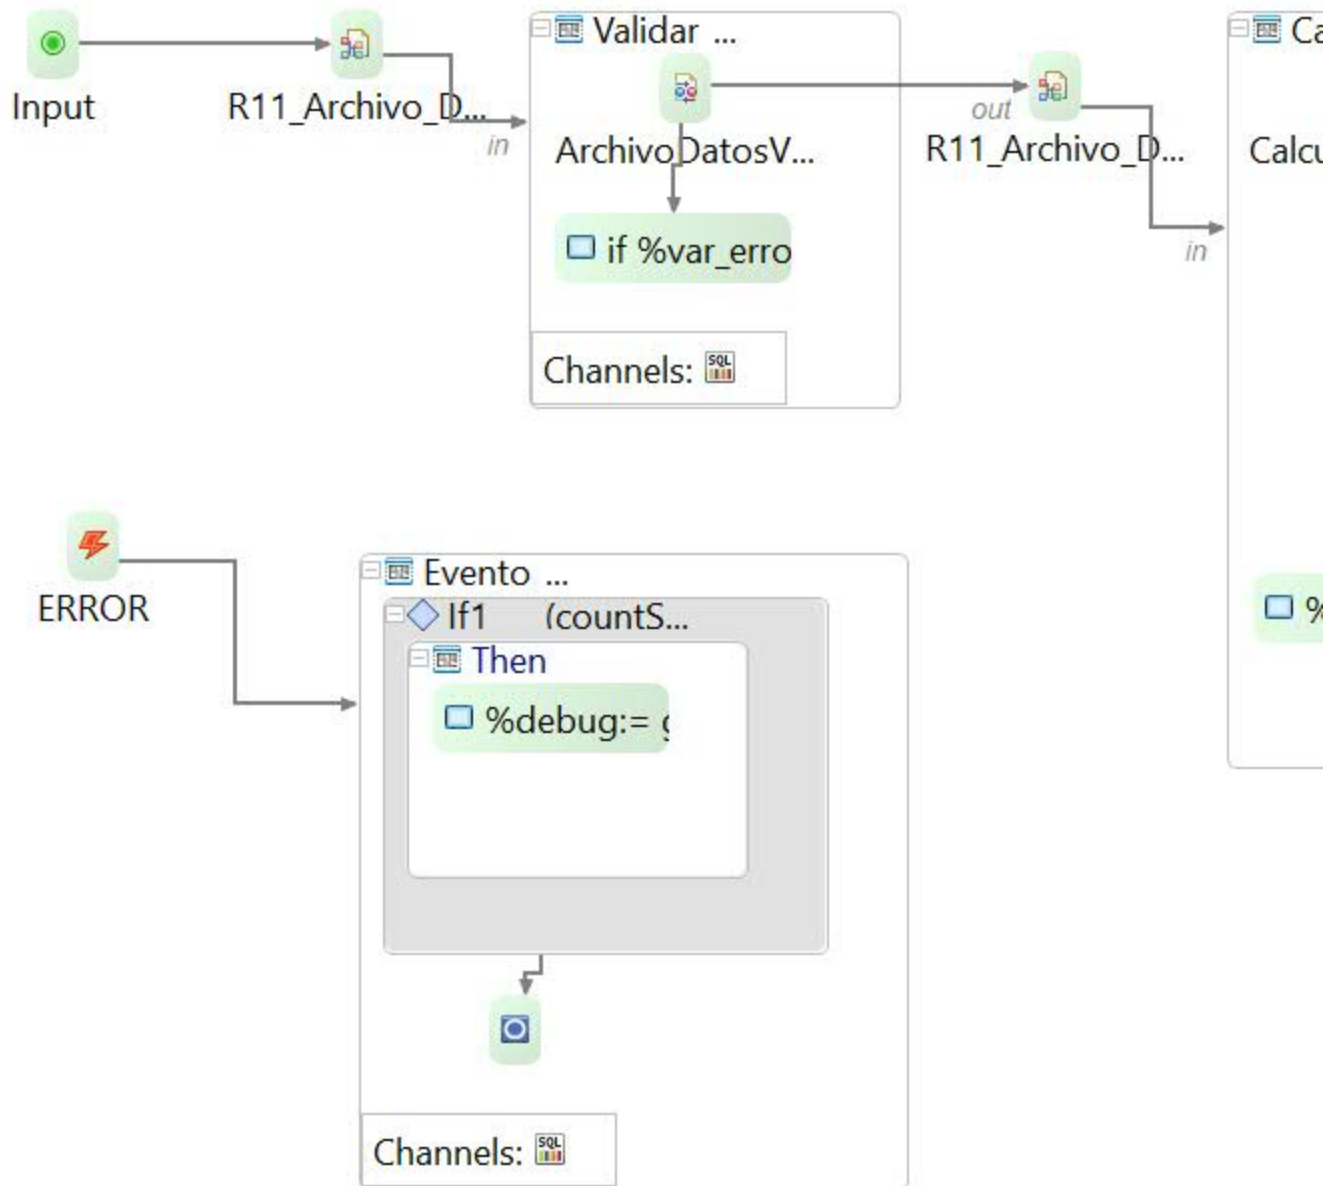 Input
R11_Archivo_D...
in
Validar ...
ArchivoDatosV...
if %var_erro
Channels:
SQL
out
R11_Archivo_D...
in
Ca
Calcu
%
ERROR
Evento ...
If1 (countS...
Then
%debug:= g
Channels:
SQL